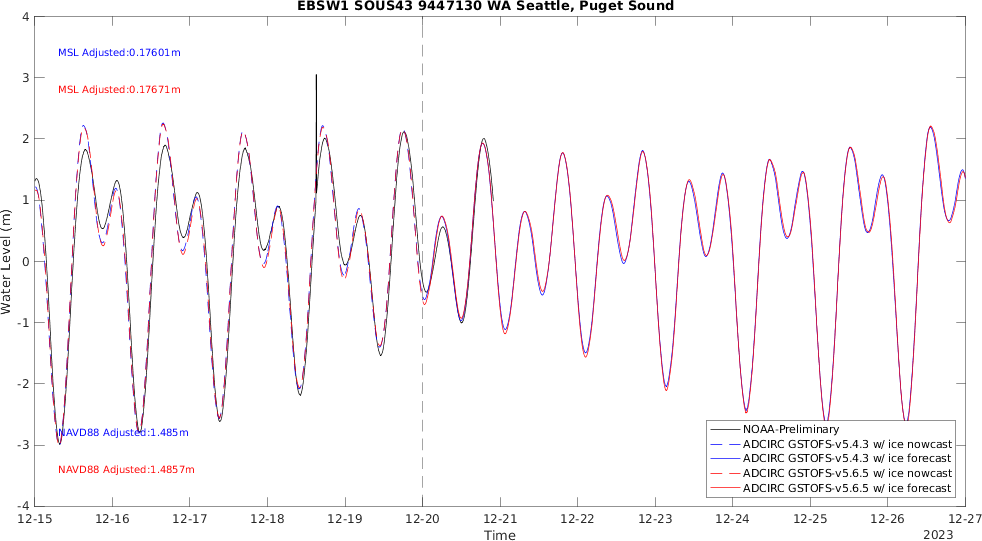 EBSW1 SOUS43 9447130 WA Seattle, Puget Sound
4
3
2
1
0
-1
-2
-3
-4
Water Level (m)
MSL Adjusted:0.17601m
MSL Adjusted:0.17671m
NAVD88 Adjusted:1.485m
NAVD88 Adjusted:1.4857m
NOAA-Preliminary
ADCIRC GSTOFS-v5.4.3 w/ ice nowcast
ADCIRC GSTOFS-v5.4.3 w/ ice forecast
ADCIRC GSTOFS-v5.6.5 w/ ice nowcast
ADCIRC GSTOFS-v5.6.5 w/ ice forecast
12-15 12-16 12-17 12-18 12-19 12-20 12-21 12-22 12-23 12-24 12-25 12-26 12-27
Time
2023